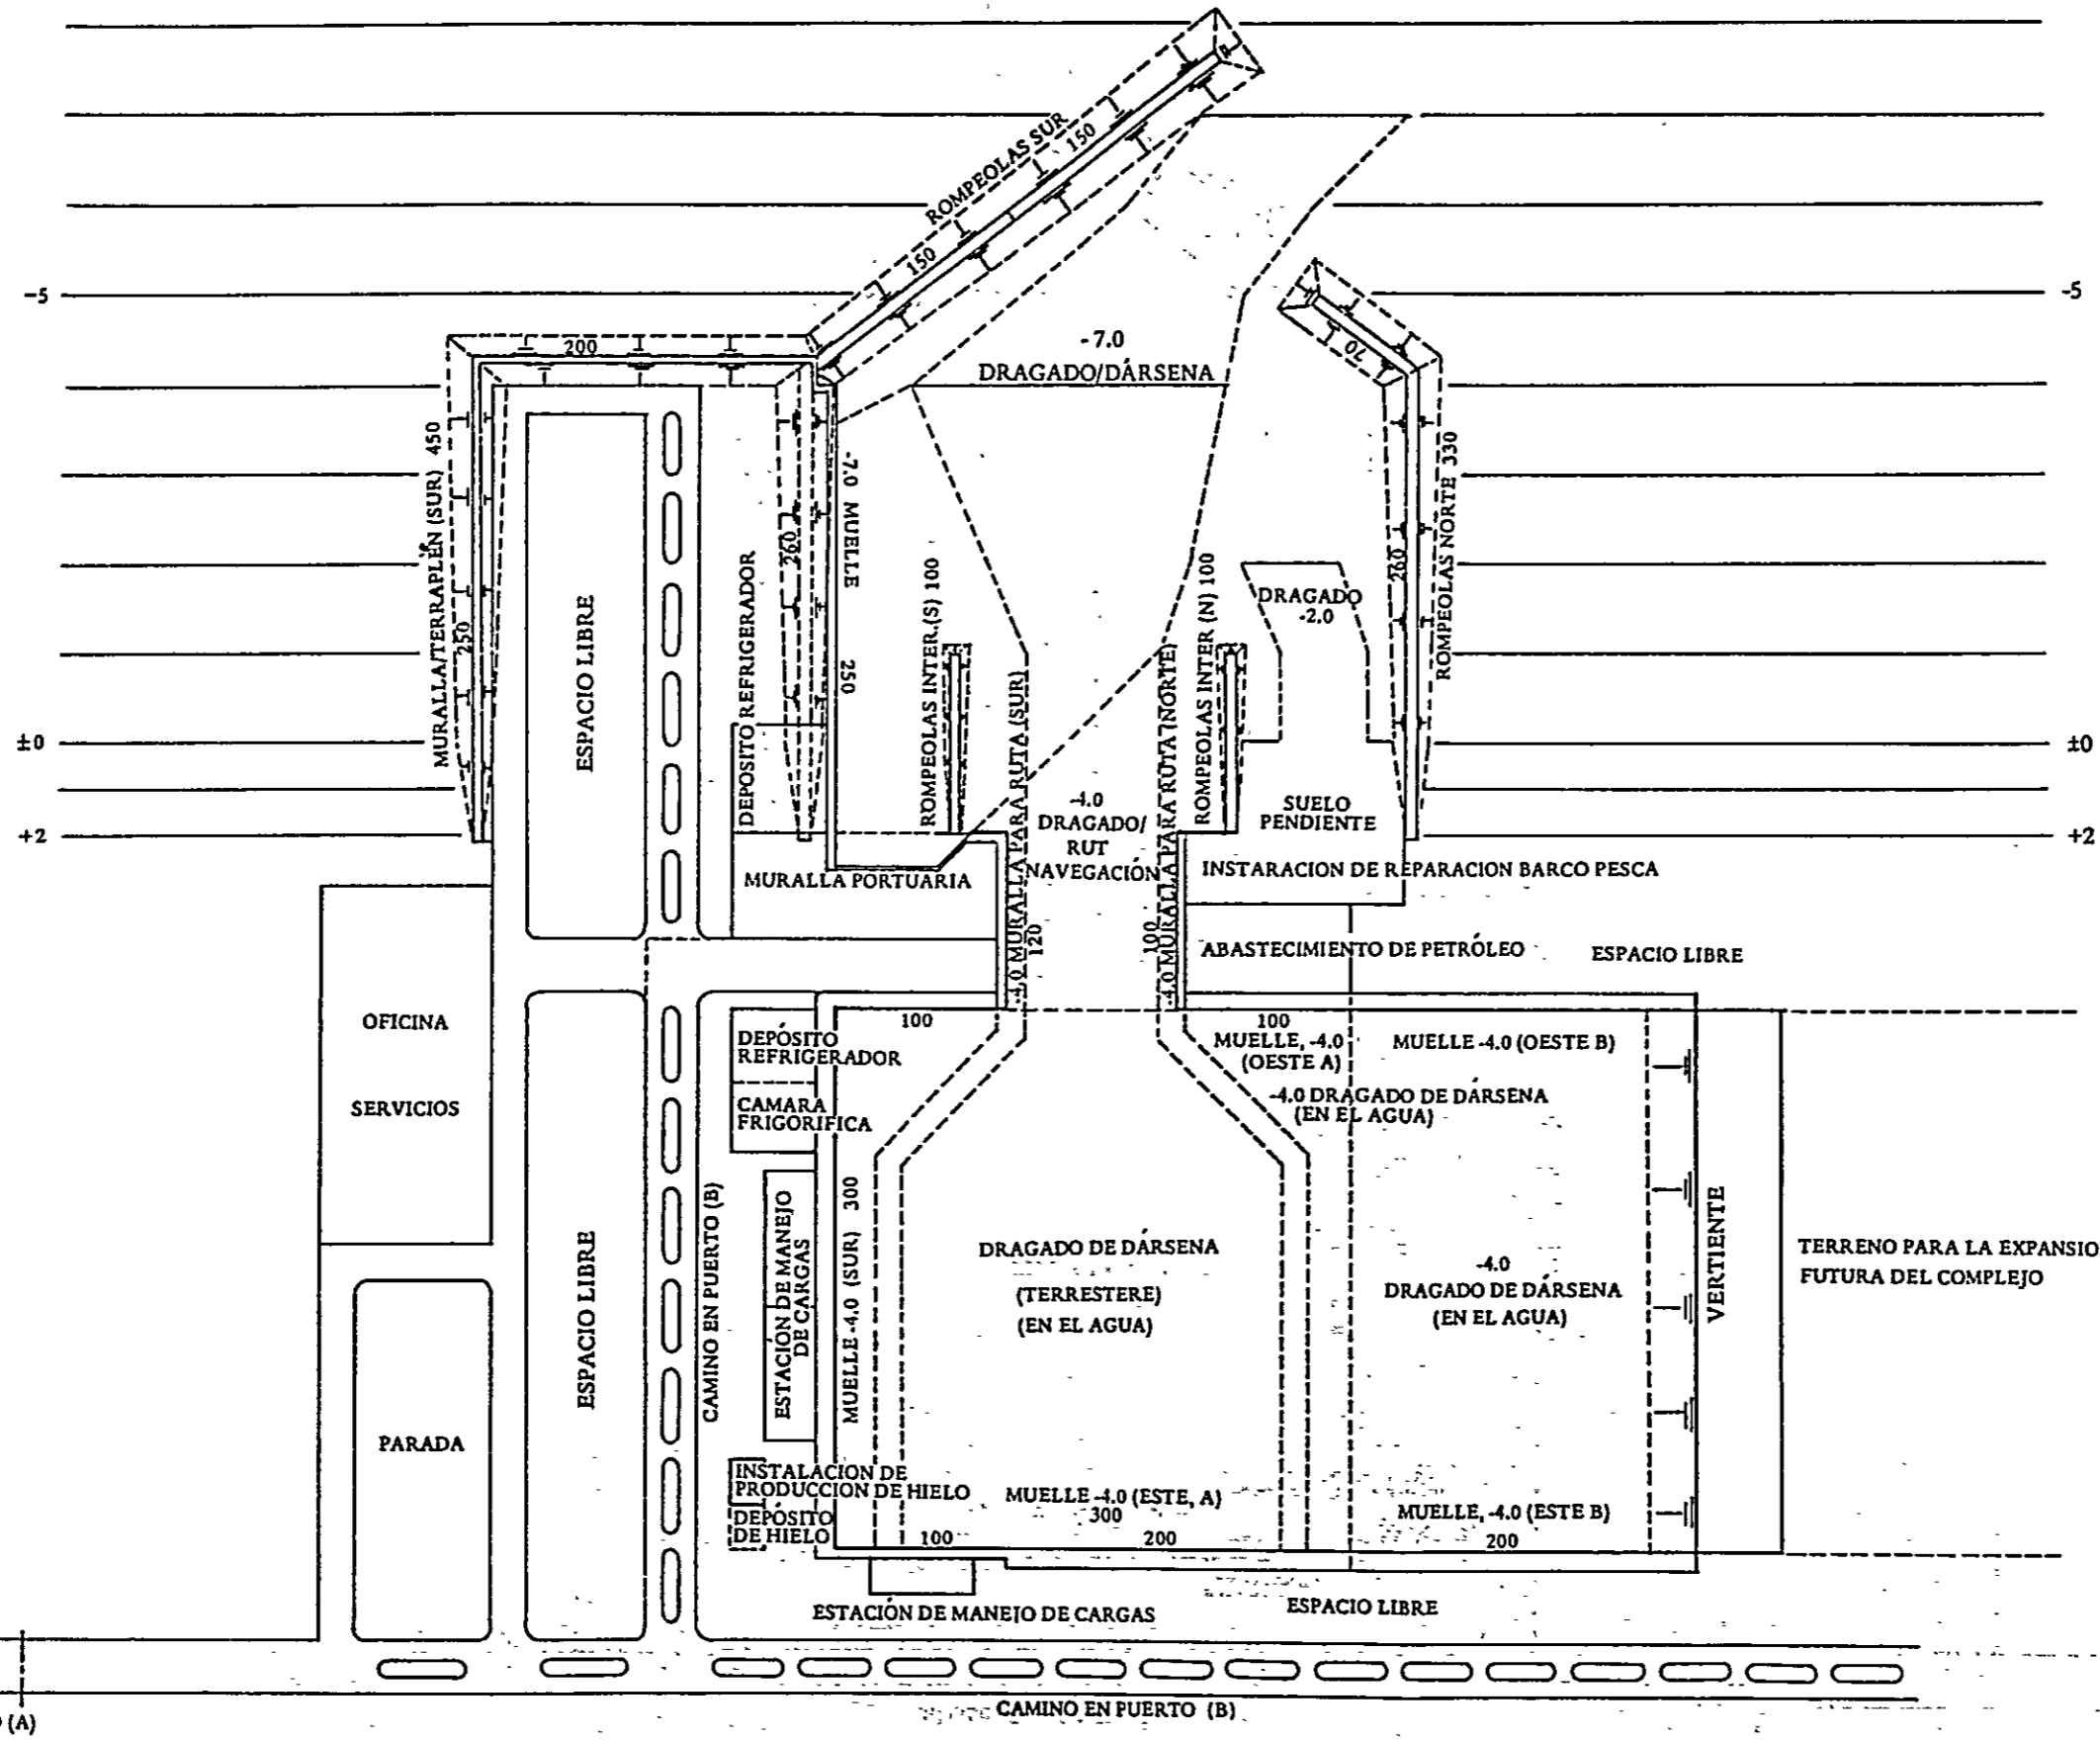 ROMPEOLAS SUR
150
150
-5
-5
200
-7.0
DRAGADO/DÁRSENA
70
MURALLA/TERRAPLÉN (SUR) 450
250
ESPACIO LIBRE
DEPOSITO REFRIGERADOR
260
-7.0 MUELLE
250
ROMPEOLAS INTER.(S) 100
-4.0 MURALLA PARA RUTA (SUR)
120
-4.0 MURALLA PARA RUTA (NORTE)
100
ROMPEOLAS INTER (N) 100
DRAGADO
-2.0
260
ROMPEOLAS NORTE 330
±0
±0
+2
+2
-4.0
DRAGADO/
RUT
NAVEGACIÓN
SUELO
PENDIENTE
MURALLA PORTUARIA
INSTARACION DE REPARACION BARCO PESCA
ABASTECIMIENTO DE PETRÓLEO
ESPACIO LIBRE
OFICINA
SERVICIOS
PARADA
ESPACIO LIBRE
CAMINO EN PUERTO (B)
DEPÓSITO
REFRIGERADOR
CAMARA
FRIGORIFICA
ESTACIÓN DE MANEJO
DE CARGAS
MUELLE -4.0 (SUR) 300
100
100
MUELLE, -4.0
(OESTE A)
MUELLE -4.0 (OESTE B)
-4.0 DRAGADO DE DÁRSENA
(EN EL AGUA)
DRAGADO DE DÁRSENA
(TERRESTERE)
(EN EL AGUA)
-4.0
DRAGADO DE DÁRSENA
(EN EL AGUA)
VERTIENTE
TERRENO PARA LA EXPANSIO
FUTURA DEL COMPLEJO
INSTALACION DE
PRODUCCION DE HIELO
DEPÓSITO
DE HIELO
MUELLE -4.0 (ESTE, A)
300
100
200
MUELLE, -4.0 (ESTE B)
200
ESTACIÓN DE MANEJO DE CARGAS
ESPACIO LIBRE
CAMINO EN PUERTO (B)
(A)